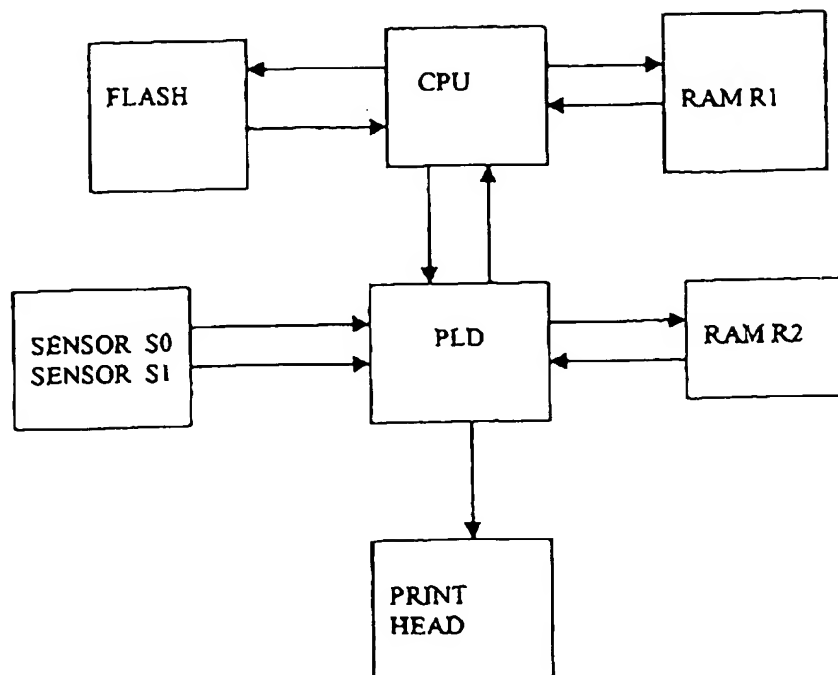 FLASH
CPU
RAM R1
SENSOR S0
SENSOR S1
PLD
RAM R2
PRINT
HEAD